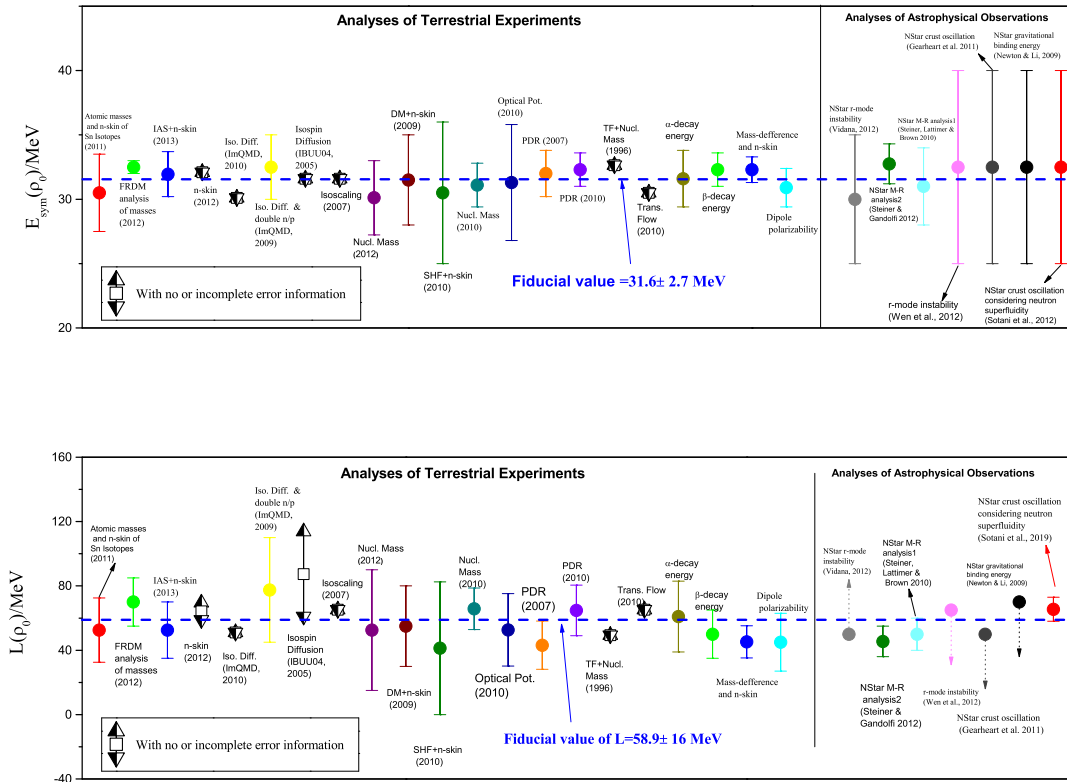 Analyses of Terrestrial Experiments
Analyses of Astrophysical Observations
E_sym(ρ₀)/MeV
40
30
20
Atomic masses
and n-skin of
Sn Isotopes
(2011)
FRDM
analysis
of masses
(2012)
IAS+n-skin
(2013)
n-skin
(2012)
Iso. Diff.
(ImQMD,
2010)
Iso. Diff.
& double n/p
(ImQMD,
2009)
Isospin
Diffusion
(IBUU04,
2005)
Isoscaling
(2007)
Nucl. Mass
(2012)
DM+n-skin
(2009)
SHF+n-skin
(2010)
Nucl. Mass
(2010)
Optical Pot.
(2010)
PDR (2007)
PDR (2010)
TF+Nucl.
Mass
(1996)
Trans.
Flow
(2010)
α-decay
energy
β-decay
energy
Mass-difference
and n-skin
Dipole
polarizability
Fiducial value =31.6± 2.7 MeV
With no or incomplete error information
NStar r-mode
instability
(Vidana, 2012)
NStar M-R
analysis2
(Steiner &
Gandolfi 2012)
NStar M-R analysis1
(Steiner, Lattimer &
Brown 2010)
NStar crust oscillation
(Gearheart et al. 2011)
NStar gravitational
binding energy
(Newton & Li, 2009)
r-mode instability
(Wen et al., 2012)
NStar crust oscillation
considering neutron
superfluidity
(Sotani et al., 2012)
Analyses of Terrestrial Experiments
Analyses of Astrophysical Observations
L(ρ₀)/MeV
160
120
80
40
0
-40
Atomic masses
and n-skin of
Sn Isotopes
(2011)
FRDM
analysis
of masses
(2012)
IAS+n-skin
(2013)
n-skin
(2012)
Iso. Diff.
(ImQMD,
2010)
Iso. Diff. &
double n/p
(ImQMD,
2009)
Isospin
Diffusion
(IBUU04,
2005)
Isoscaling
(2007)
Nucl. Mass
2012)
DM+n-skin
(2009)
SHF+n-skin
(2010)
Nucl.
Mass
(2010)
Optical Pot.
(2010)
PDR
(2007)
PDR
(2010)
TF+Nucl.
Mass
(1996)
Trans. Flow
(2010)
α-decay
energy
β-decay
energy
Mass-defference
and n-skin
Dipole
polarizability
Fiducial value of L=58.9± 16 MeV
With no or incomplete error information
NStar r-mode
instability
(Vidana, 2012)
NStar M-R
analysis2
(Steiner &
Gandolfi 2012)
NStar M-R
analysis1
(Steiner,
Lattimer &
Brown 2010)
r-mode instability
(Wen et al., 2012)
NStar gravitational
binding energy
(Newton & Li, 2009)
NStar crust oscillation
(Gearheart et al. 2011)
NStar crust oscillation
considering neutron
superfluidity
(Sotani et al., 2019)